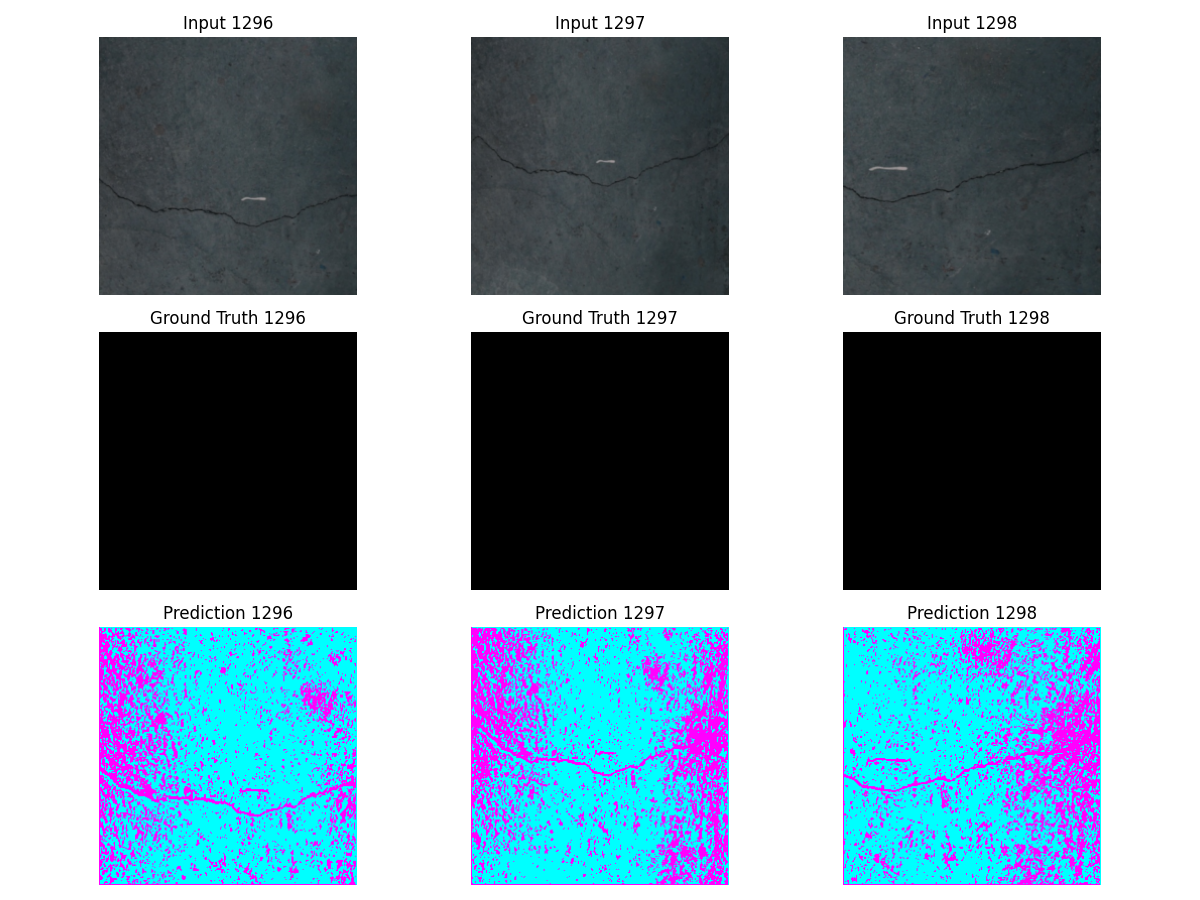 Input 1296
Input 1297
Input 1298
Ground Truth 1296
Ground Truth 1297
Ground Truth 1298
Prediction 1296
Prediction 1297
Prediction 1298